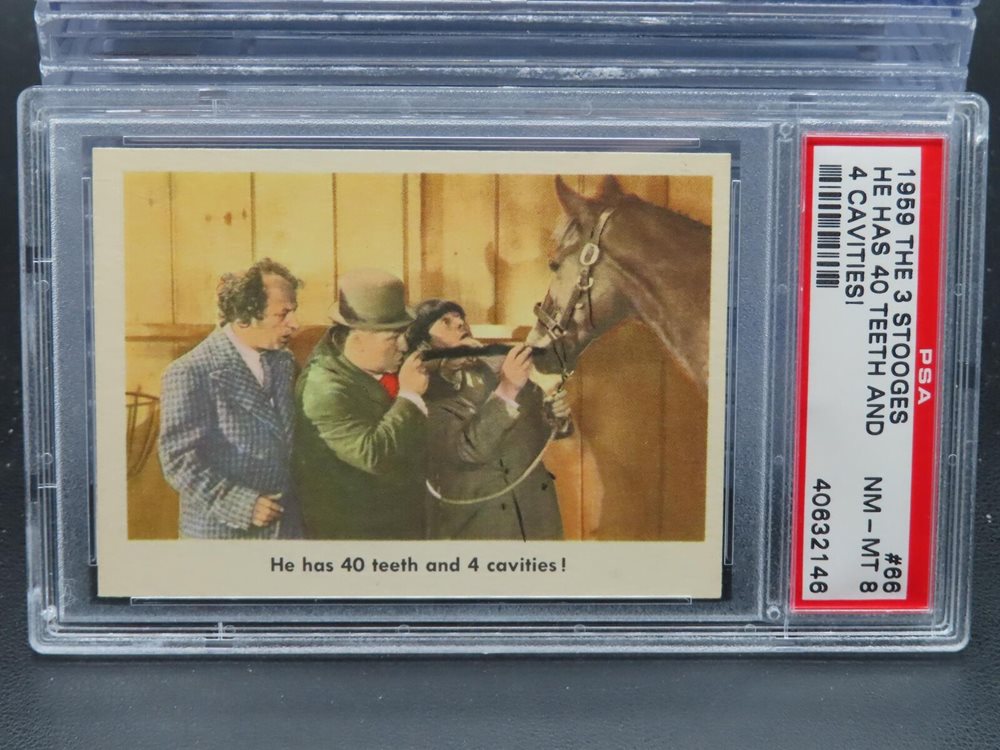 He has 40 teeth and 4 cavities!
PSA
1959 THE 3 STOOGES #66
HE HAS 40 TEETH AND NM-MT 8
4 CAVITIES! 40632146